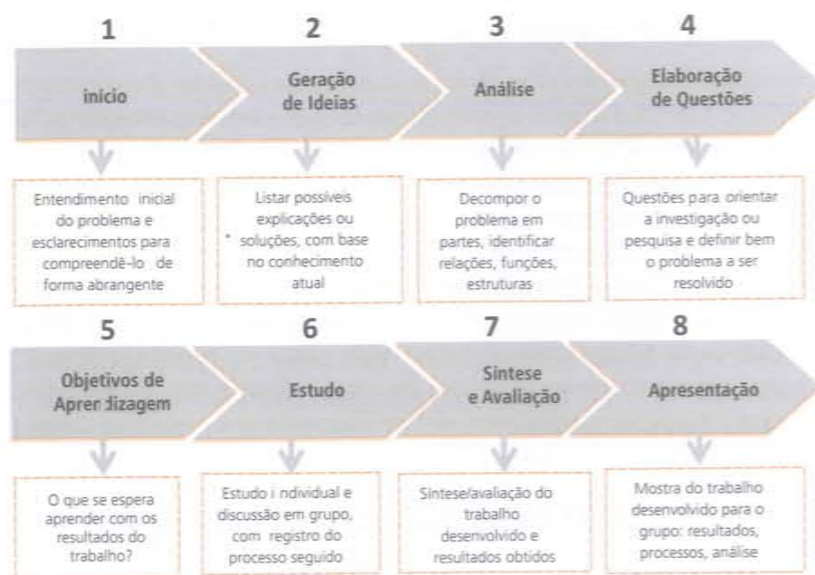 1
2
3
4
início
Geração
de Ideias
Análise
Elaboração
de Questões
Entendimento inicial
do problema e
esclarecimentos para
compreendê-lo de
forma abrangente
Listar possíveis
explicações ou
soluções, com base
no conhecimento
atual
Decompor o
problema em
partes, identificar
relações, funções,
estruturas
Questões para orientar
a investigação ou
pesquisa e definir bem
o problema a ser
resolvido
5
6
7
8
Objetivos de
Aprendizagem
Estudo
Síntese
e Avaliação
Apresentação
O que se espera
aprender com os
resultados do
trabalho?
Estudo individual e
discussão em grupo,
com registro do
processo seguido
Síntese/avaliação do
trabalho
desenvolvido e
resultados obtidos
Mostra do trabalho
desenvolvido para o
grupo: resultados,
processos, análise